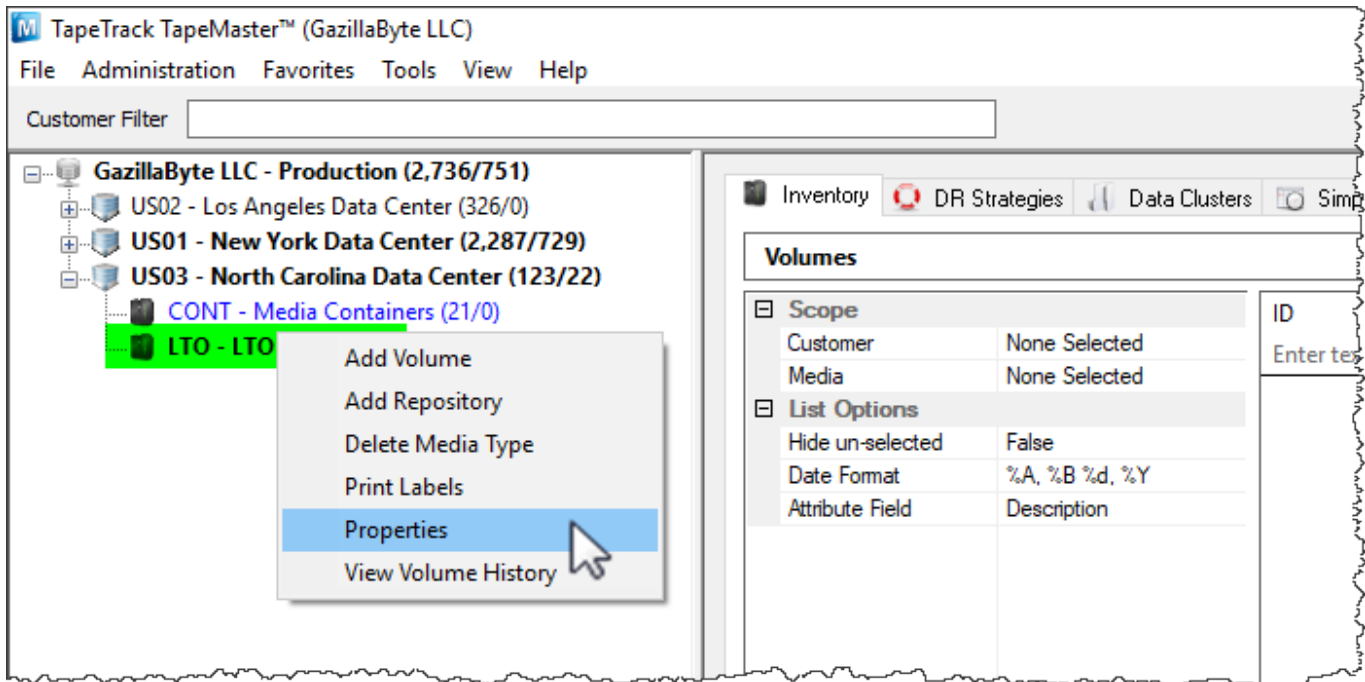 TapeTrack TapeMaster™ (GazillaByte LLC)
File Administration Favorites Tools View Help
Customer Filter
GazillaByte LLC - Production (2,736/751)
US02 - Los Angeles Data Center (326/0)
US01 - New York Data Center (2,287/729)
US03 - North Carolina Data Center (123/22)
CONT - Media Containers (21/0)
LTO - LTO
Add Volume
Add Repository
Delete Media Type
Print Labels
Properties
View Volume History
Inventory DR Strategies Data Clusters
Volumes
Scope
Customer None Selected
Media None Selected
List Options
Hide un-selected False
Date Format %A, %B %d, %Y
Attribute Field Description
ID
Enter